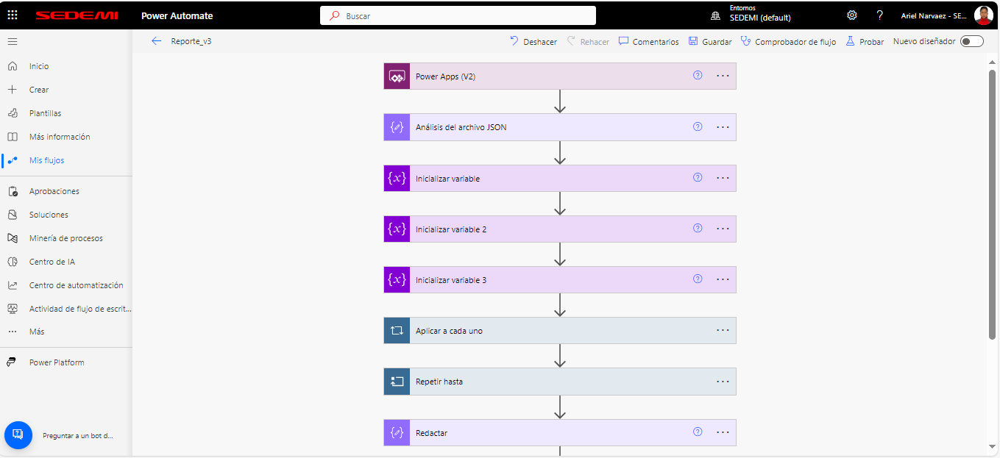 SEDEMI
Power Automate
Buscar
Entornos
SEDEMI (default)
?
Ariel Narvaez - SE...
Reporte_v3
Deshacer
Rehacer
Comentarios
Guardar
Comprobador de flujo
Probar
Nuevo diseñador
Inicio
Crear
Plantillas
Más información
Mis flujos
Aprobaciones
Soluciones
Minería de procesos
Centro de IA
Centro de automatización
Actividad de flujo de escrit...
Más
Power Platform
Preguntar a un bot d...
Power Apps (V2)
Análisis del archivo JSON
{x} Inicializar variable
{x} Inicializar variable 2
{x} Inicializar variable 3
Aplicar a cada uno
Repetir hasta
Redactar